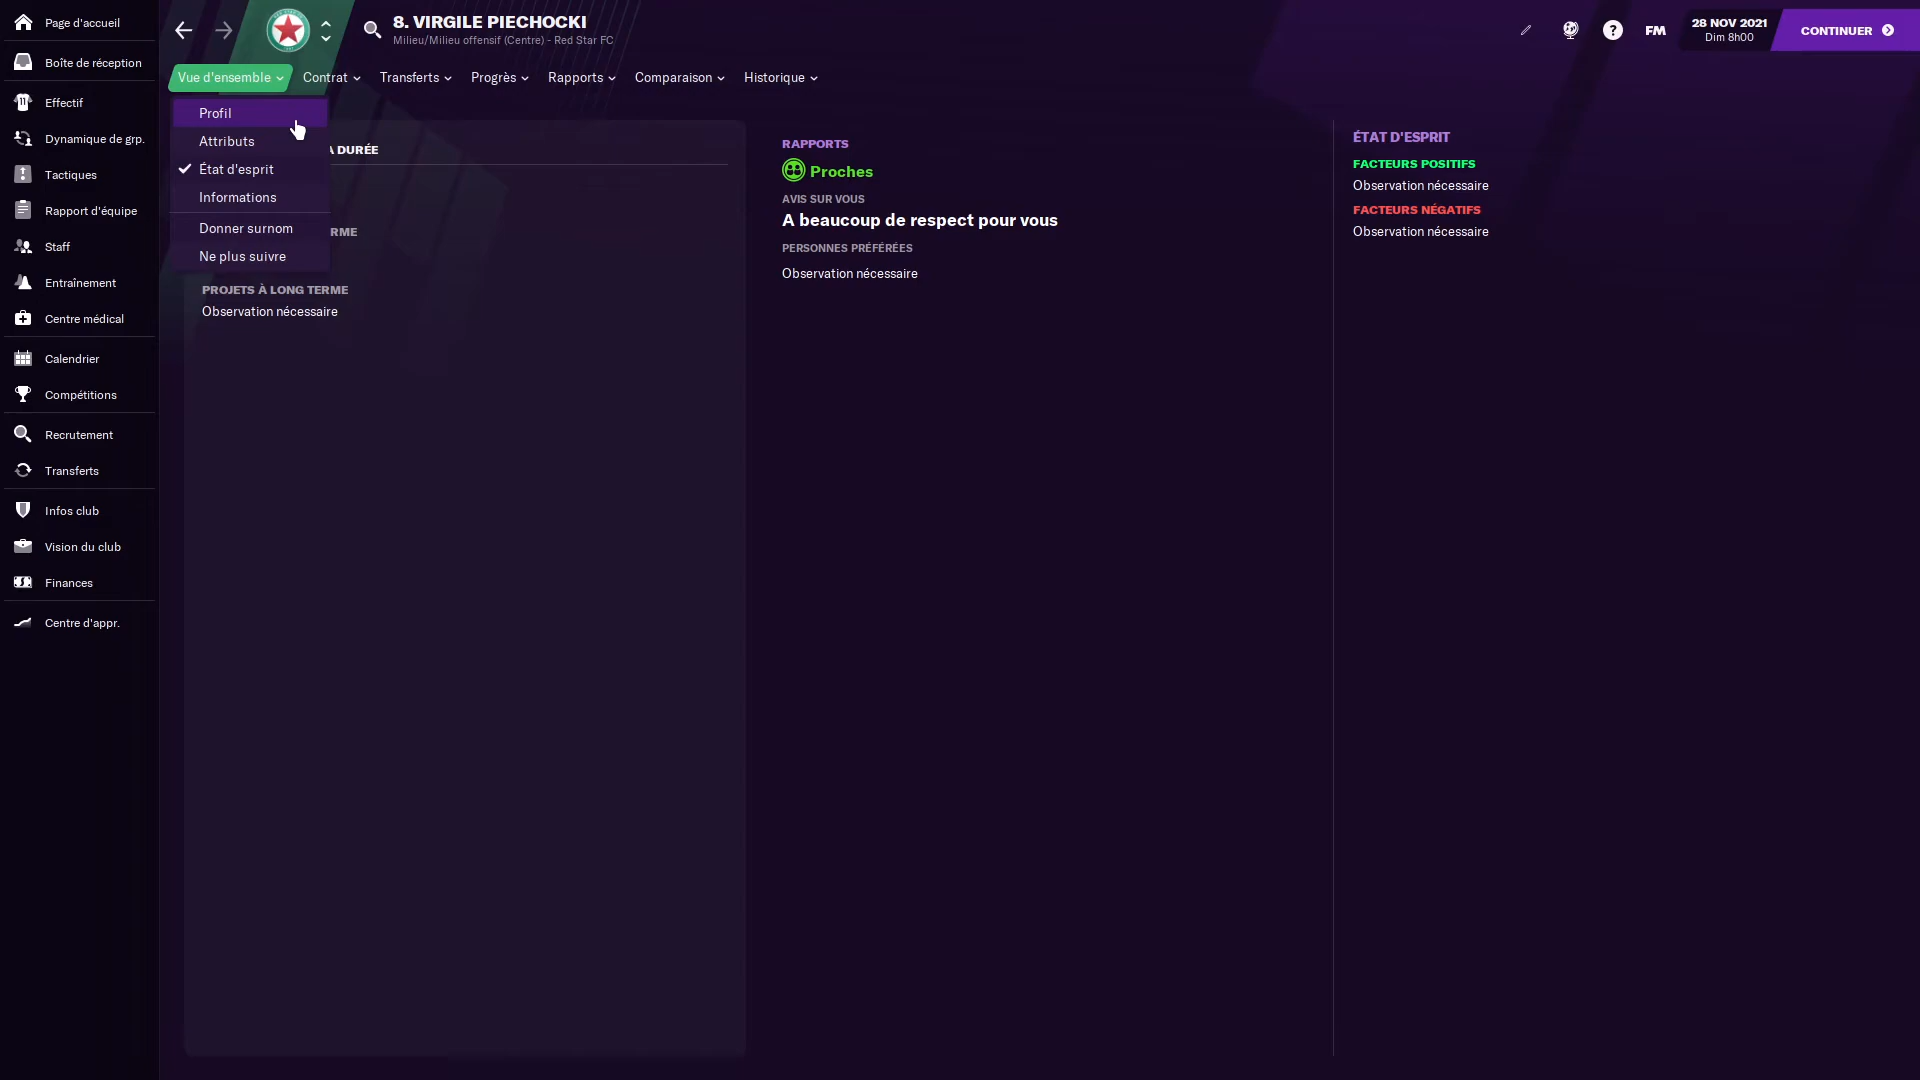 Page d'accueil
Boîte de réception
Effectif
Dynamique de grp.
Tactiques
Rapport d'équipe
Staff
Entraînement
Centre médical
Calendrier
Compétitions
Recrutement
Transferts
Infos club
Vision du club
Finances
Centre d'appr.
8. VIRGILE PIECHOCKI
Milieu/Milieu offensif (Centre) - Red Star FC
FM
28 NOV 2021
Dim 8h00
CONTINUER
Vue d'ensemble
Contrat
Transferts
Progrès
Rapports
Comparaison
Historique
Profil
Attributs
État d'esprit
Informations
Donner surnom
Ne plus suivre
A DURÉE
RME
PROJETS À LONG TERME
Observation nécessaire
RAPPORTS
Proches
AVIS SUR VOUS
A beaucoup de respect pour vous
PERSONNES PRÉFÉRÉES
Observation nécessaire
ÉTAT D'ESPRIT
FACTEURS POSITIFS
Observation nécessaire
FACTEURS NÉGATIFS
Observation nécessaire